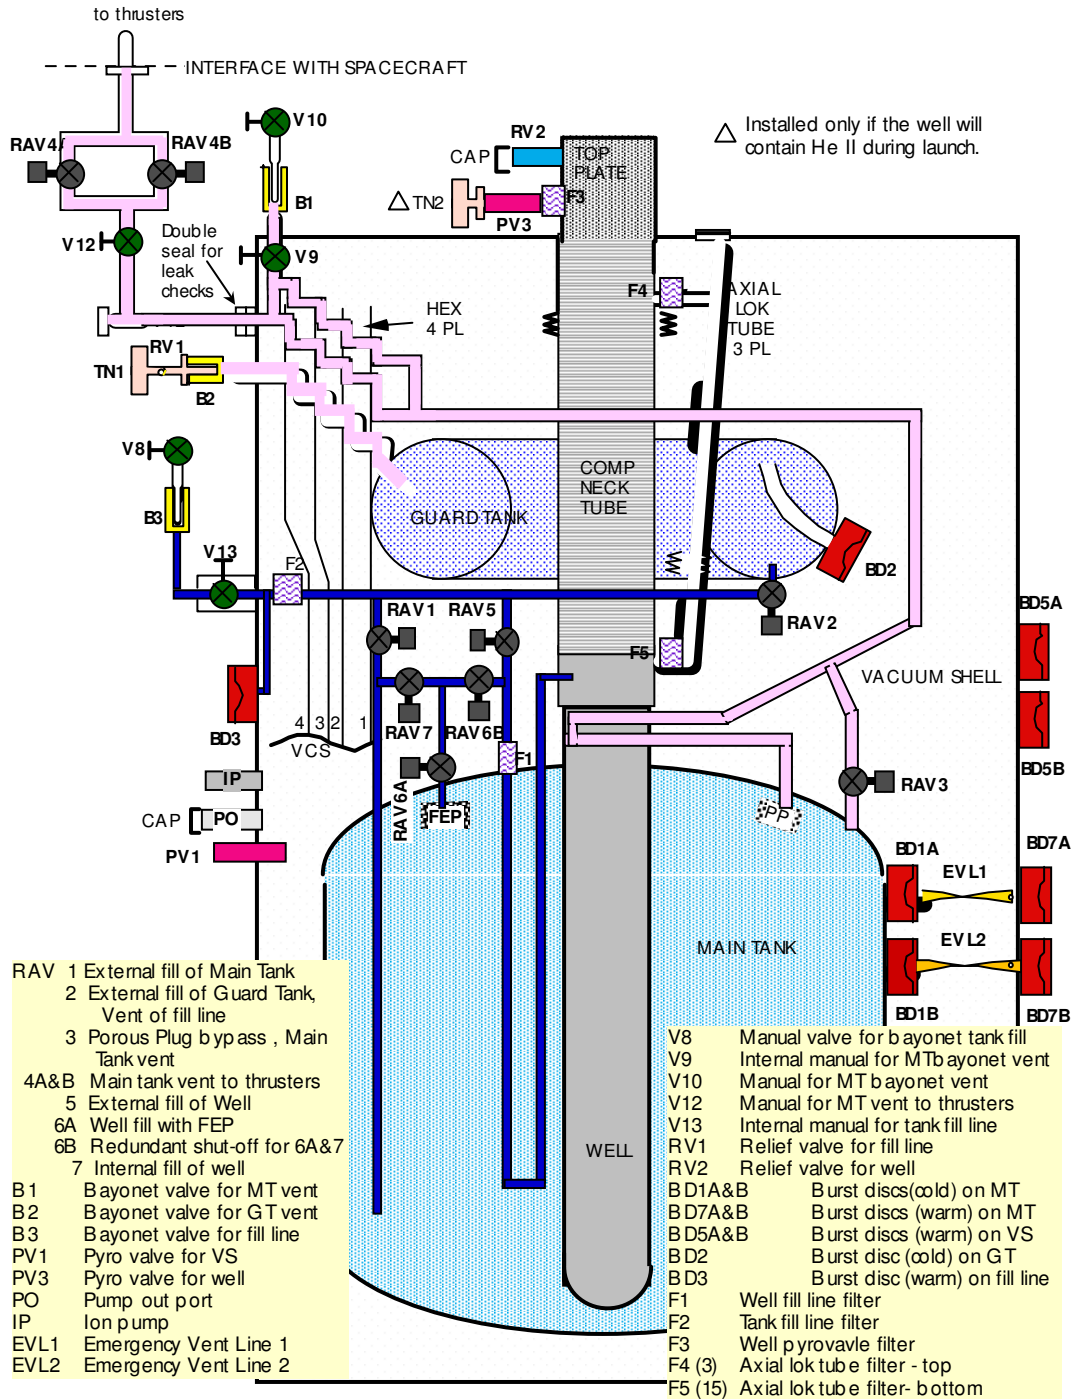 to thrusters
INTERFACE WITH SPACECRAFT
V10
RAV4A
RAV4B
RV2
CAP
TOP
PLATE
△ Installed only if the well will
contain He II during launch.
F3
△ TN2
PV3
B1
V12
Double
seal for
leak
checks
V9
F4
AXIAL
LOK
TUBE
3 PL
HEX
4 PL
RV1
TN1
B2
V8
COMP
NECK
TUBE
GUARD TANK
B3
V13
F2
BD2
RAV1
RAV5
RAV2
BD5A
F5
VACUUM SHELL
4 3 2 1
VCS
BD3
RAV7
RAV6B
F1
BD5B
IP
RAV6A
RAV3
CAP
PO
FEP
PP
PV1
BD1A
BD7A
EVL1
MAIN TANK
EVL2
BD1B
BD7B
WELL
RAV 1 External fill of Main Tank
2 External fill of Guard Tank,
Vent of fill line
3 Porous Plug bypass , Main
Tank vent
4A&B Main tank vent to thrusters
5 External fill of Well
6A Well fill with FEP
6B Redundant shut-off for 6A&7
7 Internal fill of well
B1 Bayonet valve for MT vent
B2 Bayonet valve for GT vent
B3 Bayonet valve for fill line
PV1 Pyro valve for VS
PV3 Pyro valve for well
PO Pump out port
IP Ion pump
EVL1 Emergency Vent Line 1
EVL2 Emergency Vent Line 2
V8 Manual valve for bayonet tank fill
V9 Internal manual for MT bayonet vent
V10 Manual for MT bayonet vent
V12 Manual for MT vent to thrusters
V13 Internal manual for tank fill line
RV1 Relief valve for fill line
RV2 Relief valve for well
BD1A&B Burst discs(cold) on MT
BD7A&B Burst discs (warm) on MT
BD5A&B Burst discs (warm) on VS
BD2 Burst disc (cold) on GT
BD3 Burst disc (warm) on fill line
F1 Well fill line filter
F2 Tank fill line filter
F3 Well pyrovavle filter
F4 (3) Axial lok tube filter - top
F5 (15) Axial lok tube filter- bottom